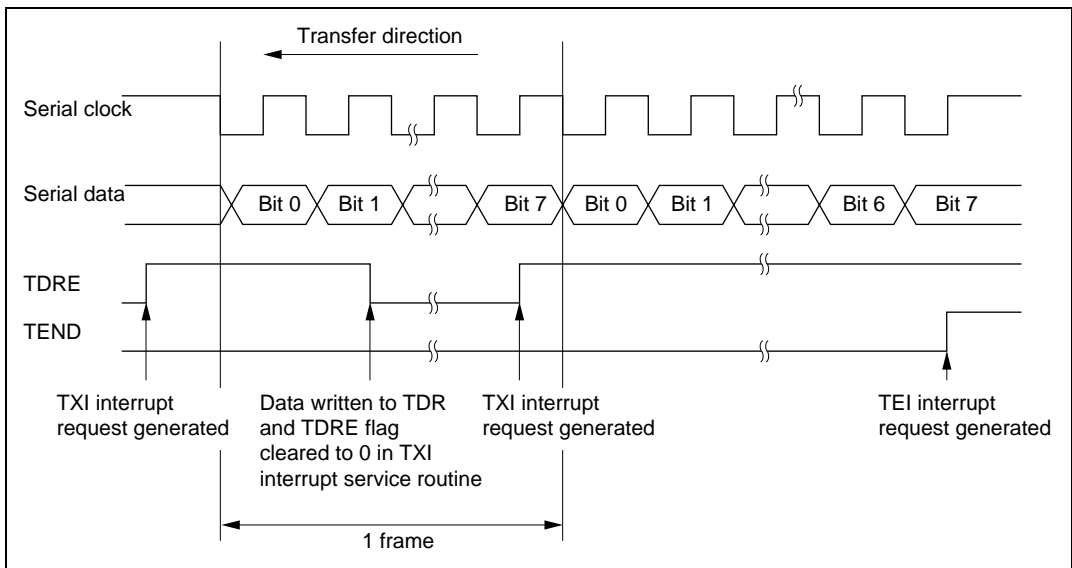 Transfer direction
Serial clock
Serial data
Bit 0
Bit 1
Bit 7
Bit 0
Bit 1
Bit 6
Bit 7
TDRE
TEND
TXI interrupt
request generated
Data written to TDR
and TDRE flag
cleared to 0 in TXI
interrupt service routine
TXI interrupt
request generated
TEI interrupt
request generated
1 frame